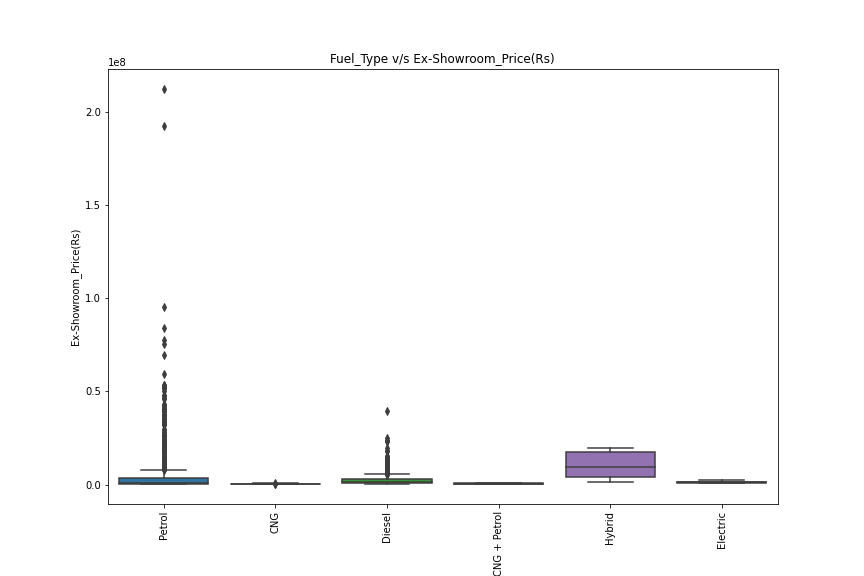 Fuel_Type v/s Ex-Showroom_Price(Rs)
1e8
2.0
1.5
1.0
0.5
0.0
Ex-Showroom_Price(Rs)
Petrol
CNG
Diesel
CNG + Petrol
Hybrid
Electric